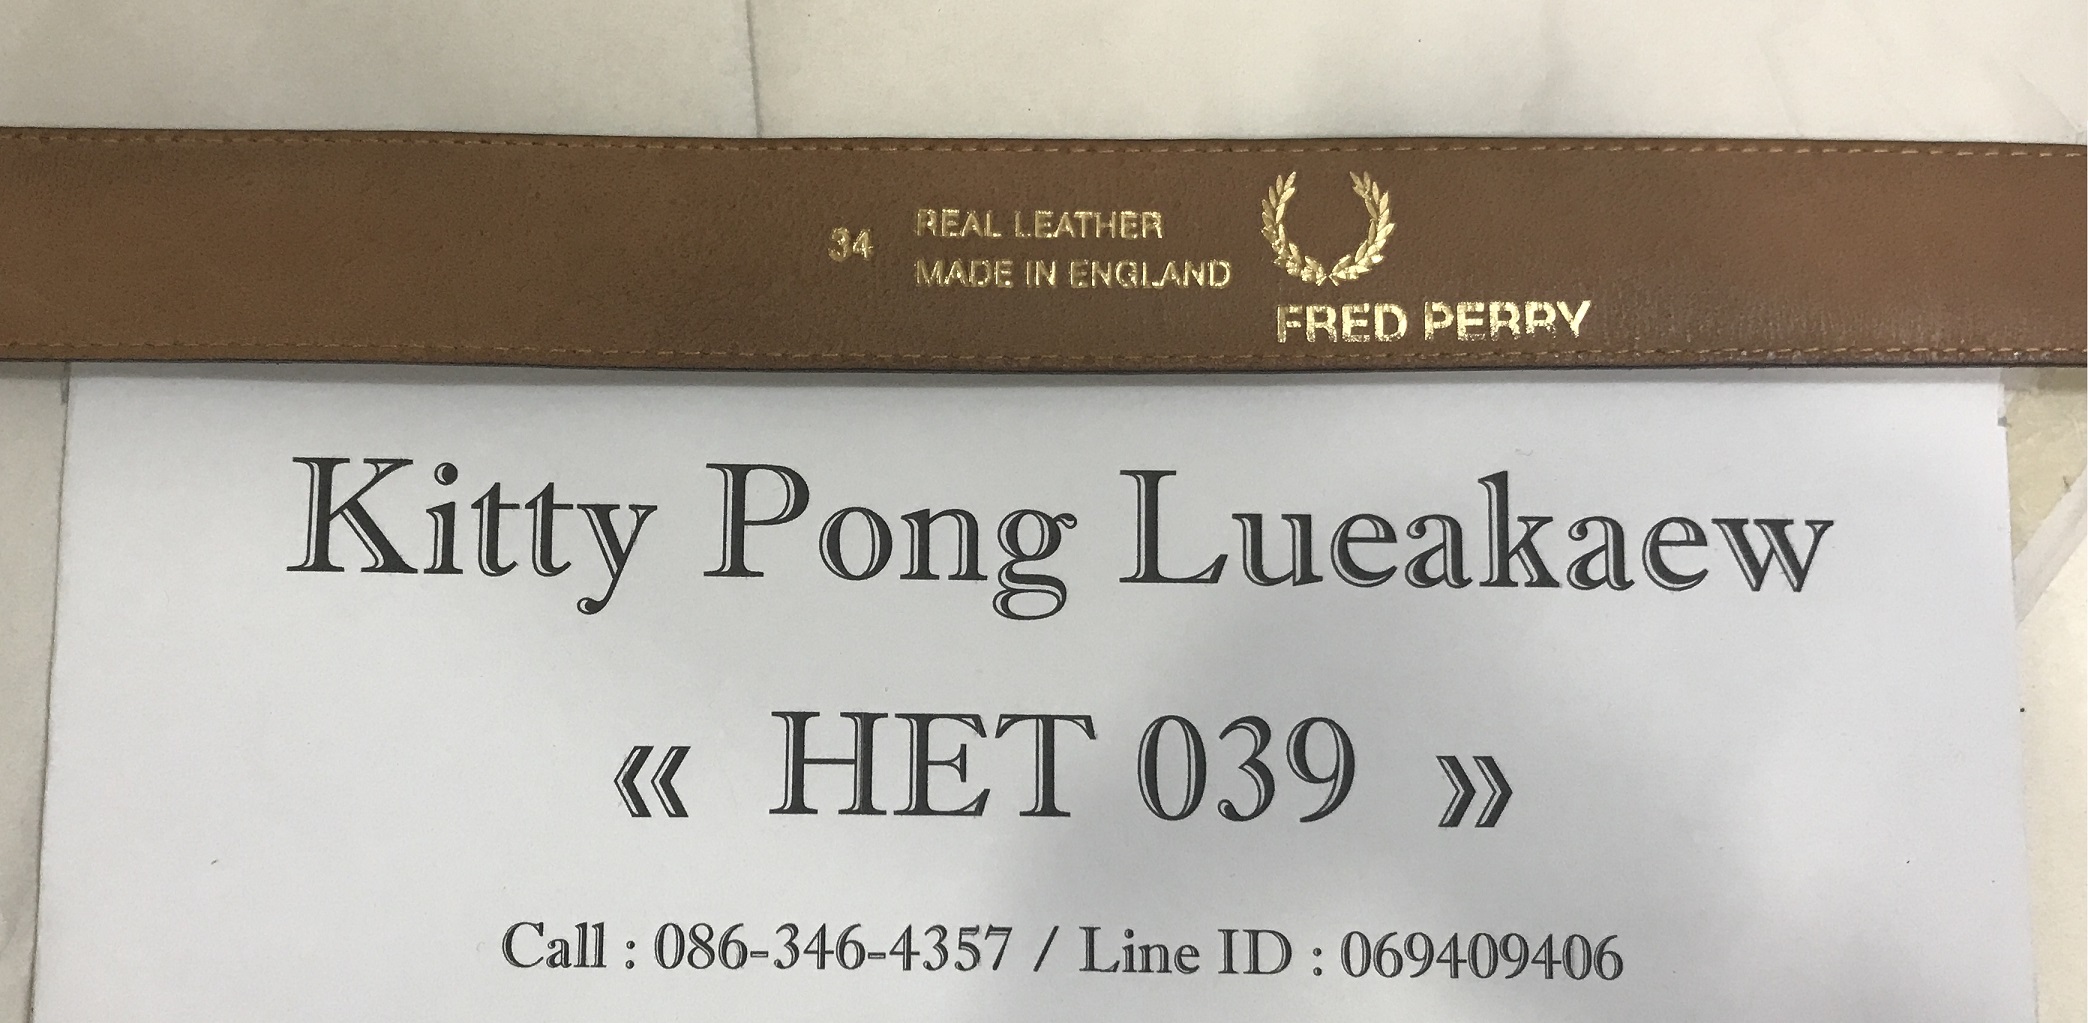 34
REAL LEATHER
MADE IN ENGLAND
FRED PERRY
Kitty Pong Lueakaew
« HET 039 »
Call : 086-346-4357 / Line ID : 069409406